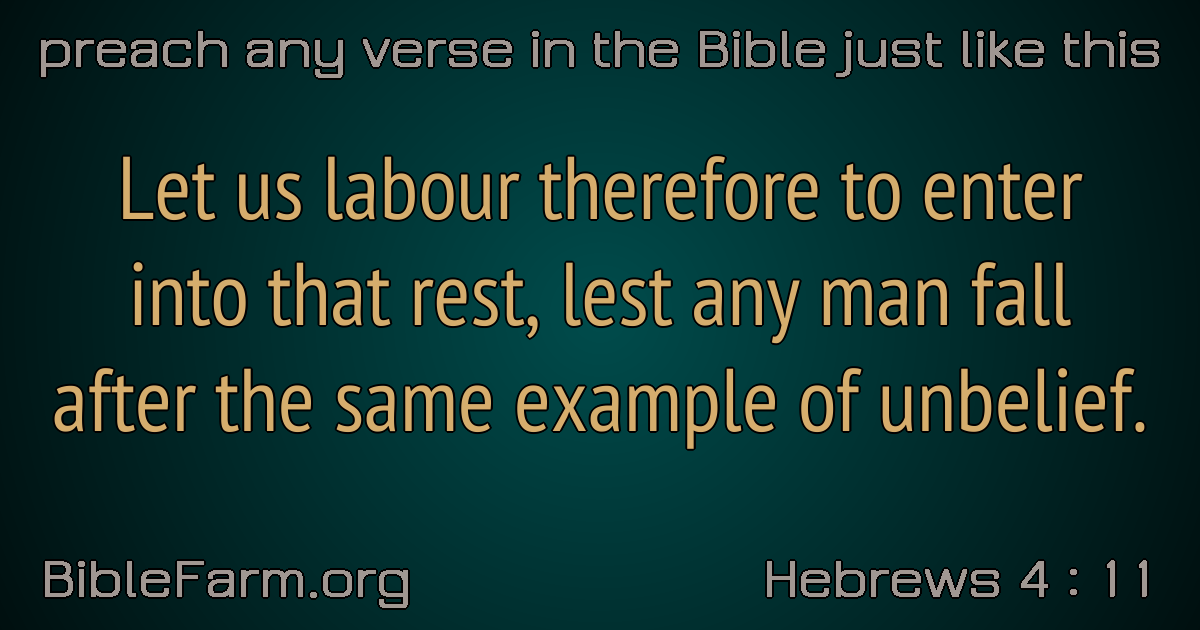 preach any verse in the Bible just like this
Let us labour therefore to enter
into that rest, lest any man fall
after the same example of unbelief.
BibleFarm.org
Hebrews 4 : 11